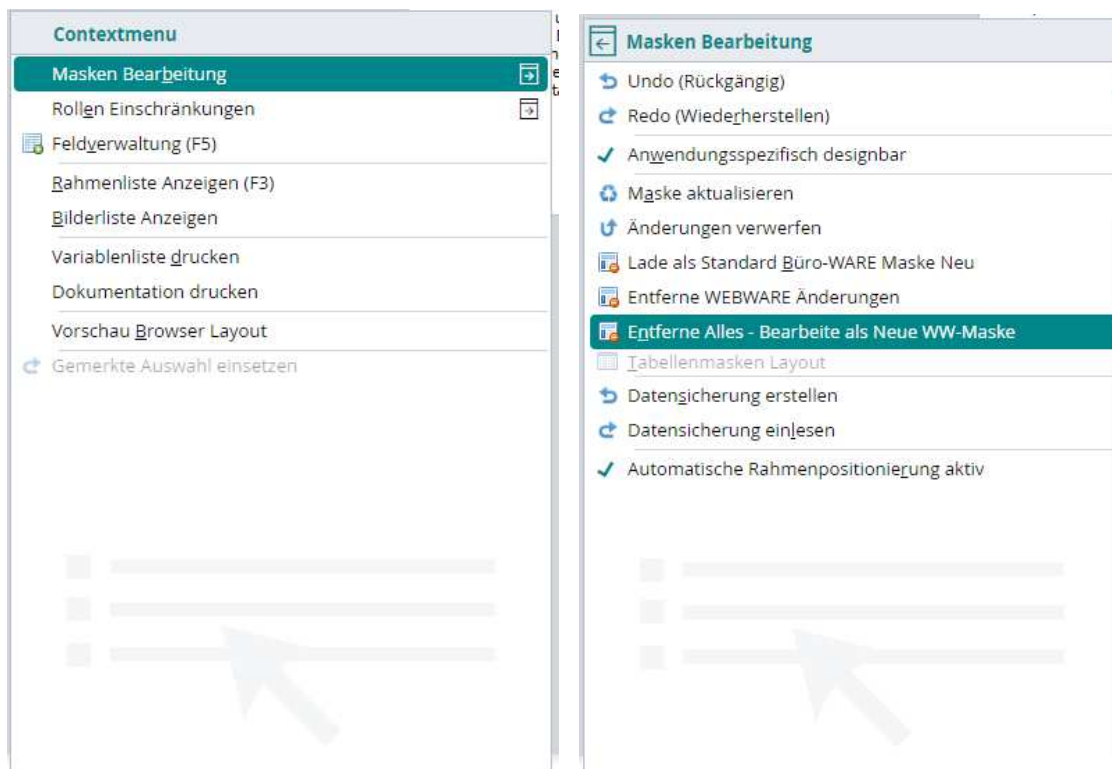 Contextmenu
Masken Bearbeitung
Rollen Einschränkungen
Feldverwaltung (F5)
Rahmenliste Anzeigen (F3)
Bilderliste Anzeigen
Variablenliste drucken
Dokumentation drucken
Vorschau Browser Layout
Gemerkte Auswahl einsetzen
Masken Bearbeitung
Undo (Rückgängig)
Redo (Wiederherstellen)
Anwendungsspezifisch designbar
Maske aktualisieren
Änderungen verwerfen
Lade als Standard Büro-WARE Maske Neu
Entferne WEBWARE Änderungen
Entferne Alles - Bearbeite als Neue WW-Maske
Tabellenmasken Layout
Datensicherung erstellen
Datensicherung einlesen
Automatische Rahmenpositionierung aktiv